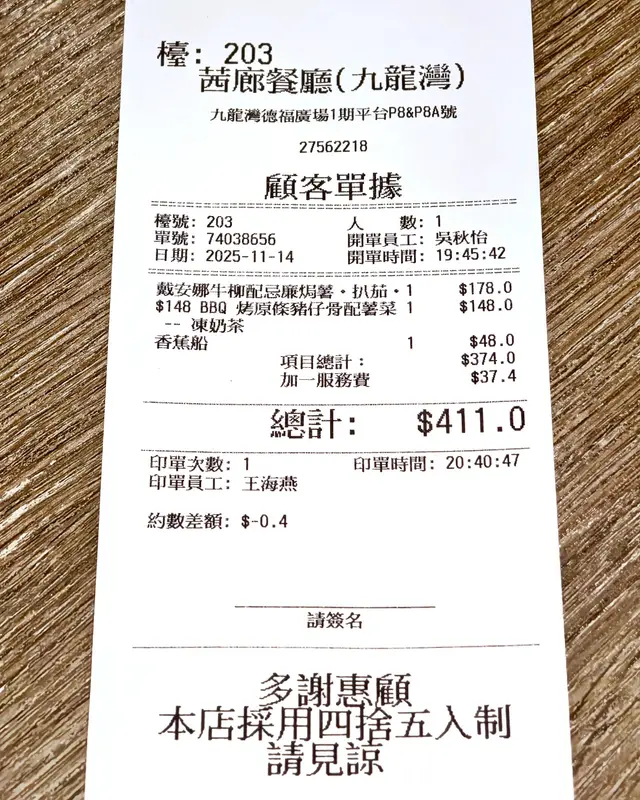 檯: 203
茜廊餐廳(九龍灣)
九龍灣德福廣場1期平台P8&P8A號
27562218
顧客單據
檯號: 203 人 數: 1
單號: 74038656 開單員工: 吳秋怡
日期: 2025-11-14 開單時間: 19:45:42
戴安娜牛柳配忌廉焗薯。扒茄。1 $178.0
$148 BBQ 烤原條豬仔骨配薯菜 1 $148.0
-- 凍奶茶
香蕉船 1 $48.0
項目總計: $374.0
加一服務費 $37.4
總計: $411.0
印單次數: 1 印單時間: 20:40:47
印單員工: 王海燕
約數差額: $-0.4
請簽名
多謝惠顧
本店採用四捨五入制
請見諒